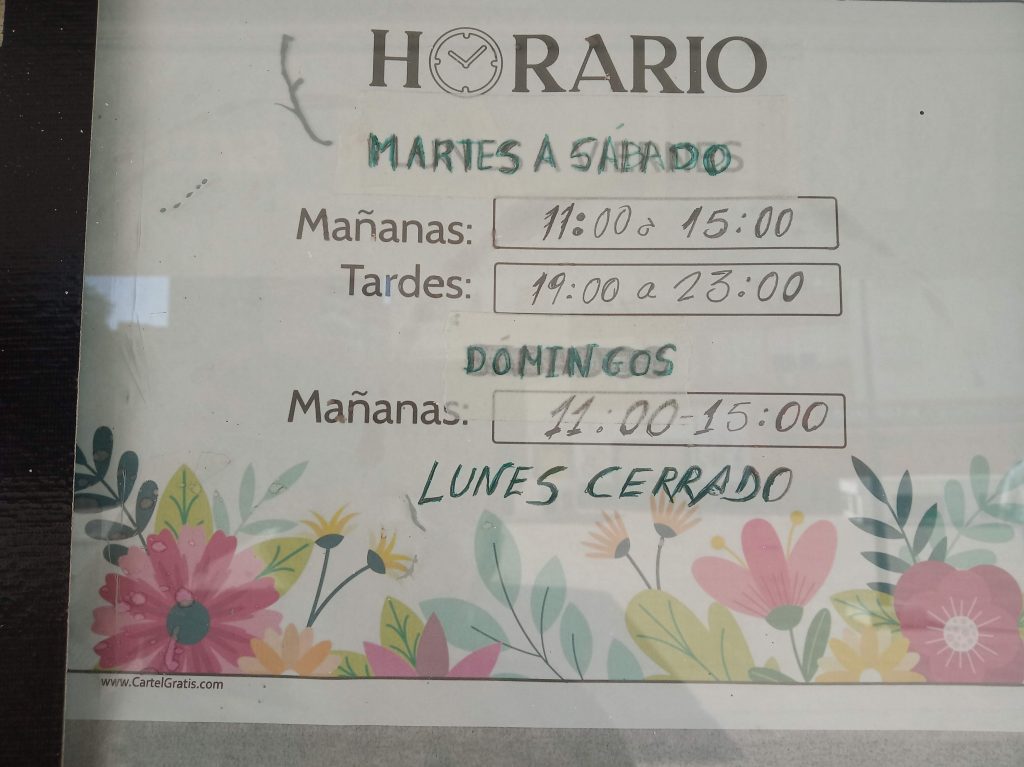 HORARIO
MARTES A SÁBADO
Mañanas: 11:00 a 15:00
Tardes: 19:00 a 23:00
DOMINGOS
Mañanas: 11:00-15:00
LUNES CERRADO
www.CartelGratis.com